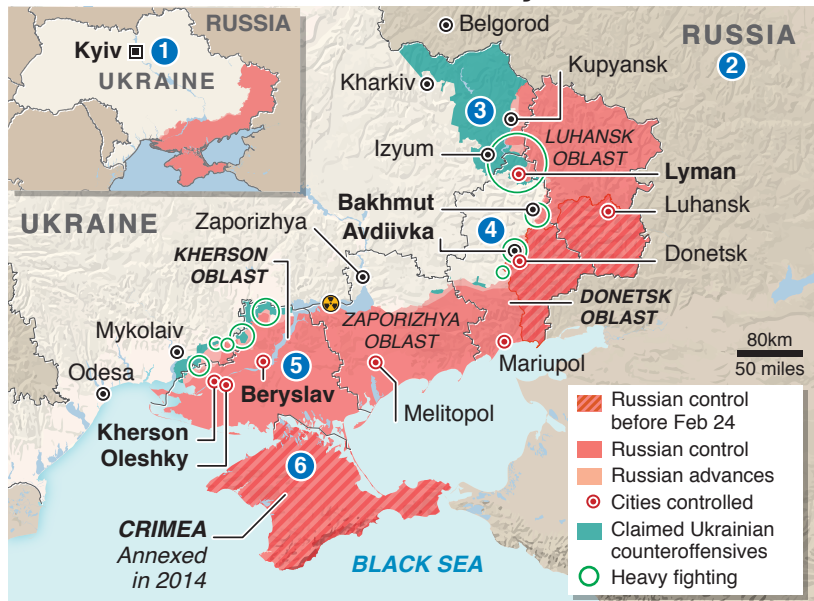 RUSSIA
Kyiv
1
UKRAINE
Belgorod
RUSSIA
2
Kharkiv
Kupyansk
3
Izyum
LUHANSK
OBLAST
Lyman
Bakhmut
Avdiivka
4
Luhansk
Donetsk
UKRAINE
Zaporizhya
KHERSON
OBLAST
DONETSK
OBLAST
ZAPORIZHYA
OBLAST
Mykolaiv
Mariupol
80km
50 miles
Odesa
5
Beryslav
Melitopol
Kherson
Oleshky
6
CRIMEA
Annexed
in 2014
BLACK SEA
Russian control
before Feb 24
Russian control
Russian advances
Cities controlled
Claimed Ukrainian
counteroffensives
Heavy fighting